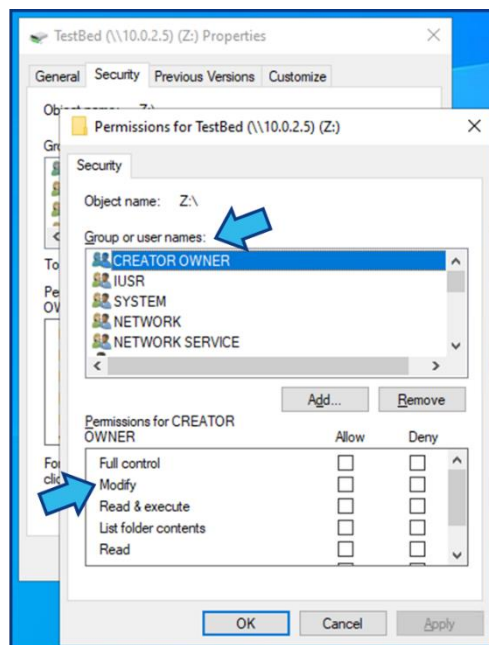 TestBed (\\10.0.2.5) (Z:) Properties
General Security Previous Versions Customize
Permissions for TestBed (\\10.0.2.5) (Z:)
Security
Object name: Z:\
Group or user names:
CREATOR OWNER
IUSR
SYSTEM
NETWORK
NETWORK SERVICE
Add... Remove
Permissions for CREATOR
OWNER Allow Deny
Full control
Modify
Read & execute
List folder contents
Read
OK Cancel Apply